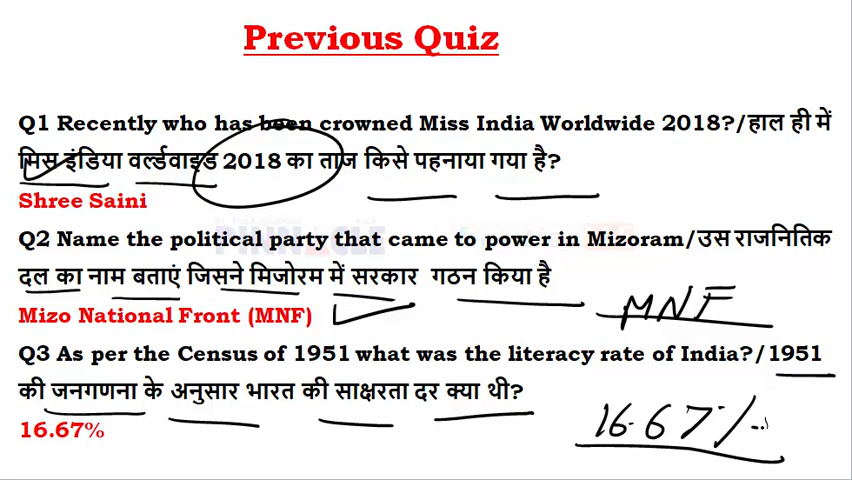 Previous Quiz
Q1 Recently who has been crowned Miss India Worldwide 2018?/हाल ही में
मिस इंडिया वर्ल्डवाइड 2018 का ताज किसे पहनाया गया है?
Shree Saini
PINNACLE
Q2 Name the political party that came to power in Mizoram/उस राजनितिक
दल का नाम बताएं जिसने मिजोरम में सरकार गठन किया है
MNF
Mizo National Front (MNF)
Q3 As per the Census of 1951 what was the literacy rate of India?/1951
की जनगणना के अनुसार भारत की साक्षरता दर क्या थी?
16.67%
16.67%